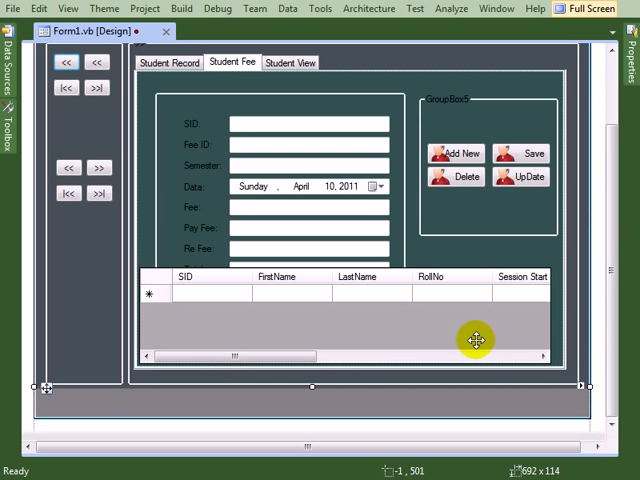 File Edit View Theme Project Build Debug Team Data Tools Architecture Test Analyze Window Help Full Screen
Form1.vb [Design]
Data Sources
Toolbox
Properties
<< <<
|<< >>|
<< >>
|<< >>|
Student Record Student Fee Student View
GroupBox5
SID:
Fee ID:
Semester:
Data: Sunday , April 10, 2011
Fee:
Pay Fee:
Re Fee:
Add New Save
Delete UpDate
SID FirstName LastName RollNo Session Start
Ready -1 , 501 692 x 114